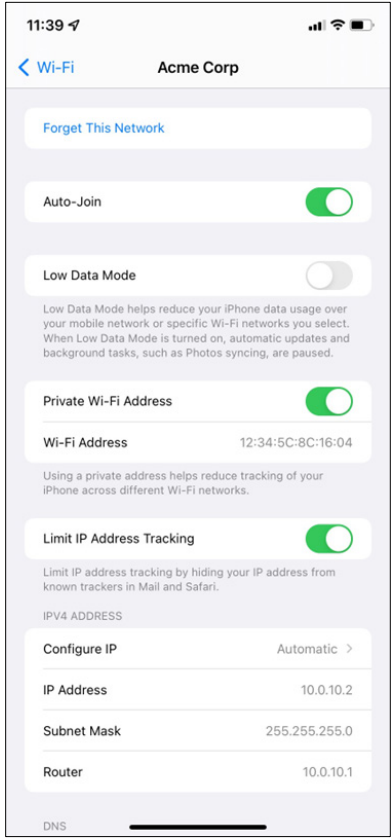 11:39
Wi-Fi
Acme Corp
Forget This Network
Auto-Join
Low Data Mode
Low Data Mode helps reduce your iPhone data usage over
your mobile network or specific Wi-Fi networks you select.
When Low Data Mode is turned on, automatic updates and
background tasks, such as Photos syncing, are paused.
Private Wi-Fi Address
Wi-Fi Address 12:34:5C:8C:16:04
Using a private address helps reduce tracking of your
iPhone across different Wi-Fi networks.
Limit IP Address Tracking
Limit IP address tracking by hiding your IP address from
known trackers in Mail and Safari.
IPV4 ADDRESS
Configure IP Automatic
IP Address 10.0.10.2
Subnet Mask 255.255.255.0
Router 10.0.10.1
DNS